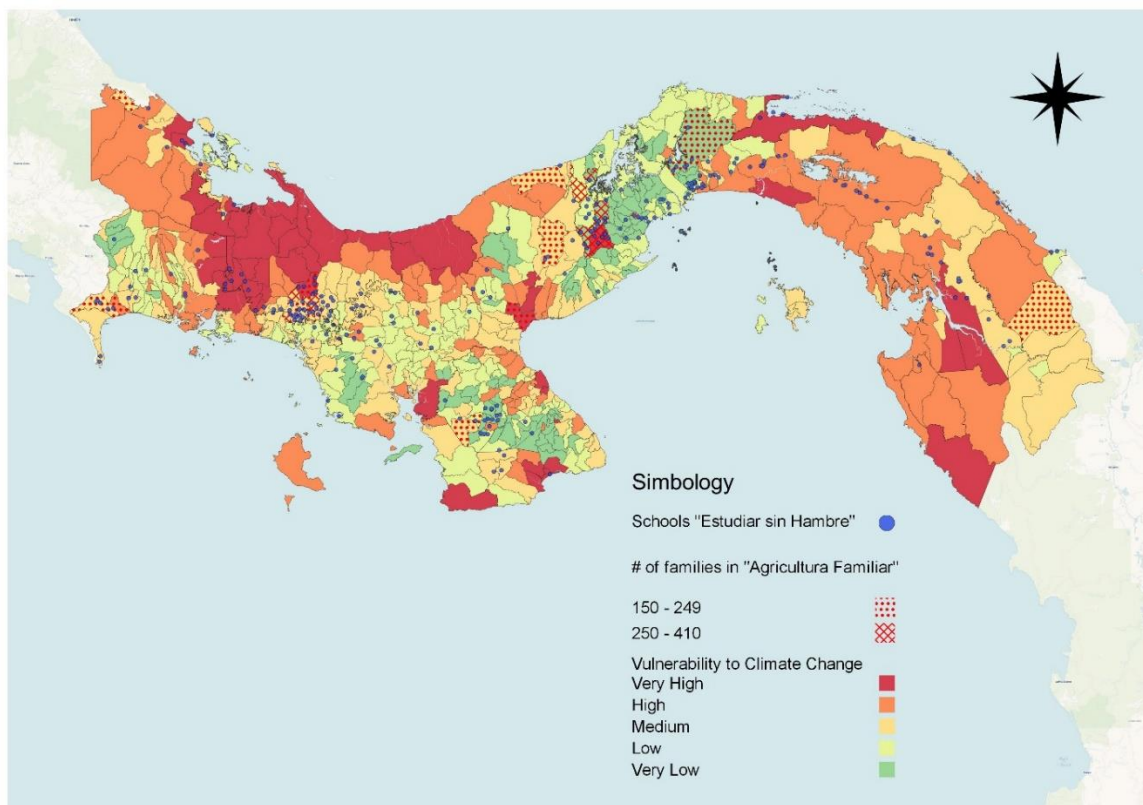 Simbology
Schools "Estudiar sin Hambre"
# of families in "Agricultura Familiar"
150 - 249
250 - 410
Vulnerability to Climate Change
Very High
High
Medium
Low
Very Low